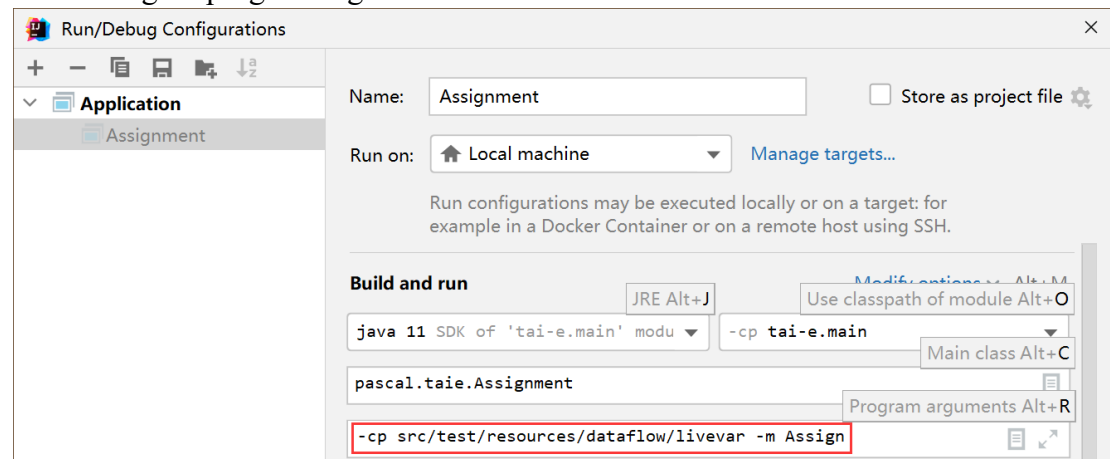 Run/Debug Configurations
Application
Assignment
Name: Assignment Store as project file
Run on: Local machine Manage targets...
Run configurations may be executed locally or on a target: for
example in a Docker Container or on a remote host using SSH.
Build and run Modify options Alt+M
JRE Alt+J Use classpath of module Alt+O
java 11 SDK of 'tai-e.main' modu -cp tai-e.main
Main class Alt+C
pascal.taie.Assignment
Program arguments Alt+R
-cp src/test/resources/dataflow/livevar -m Assign